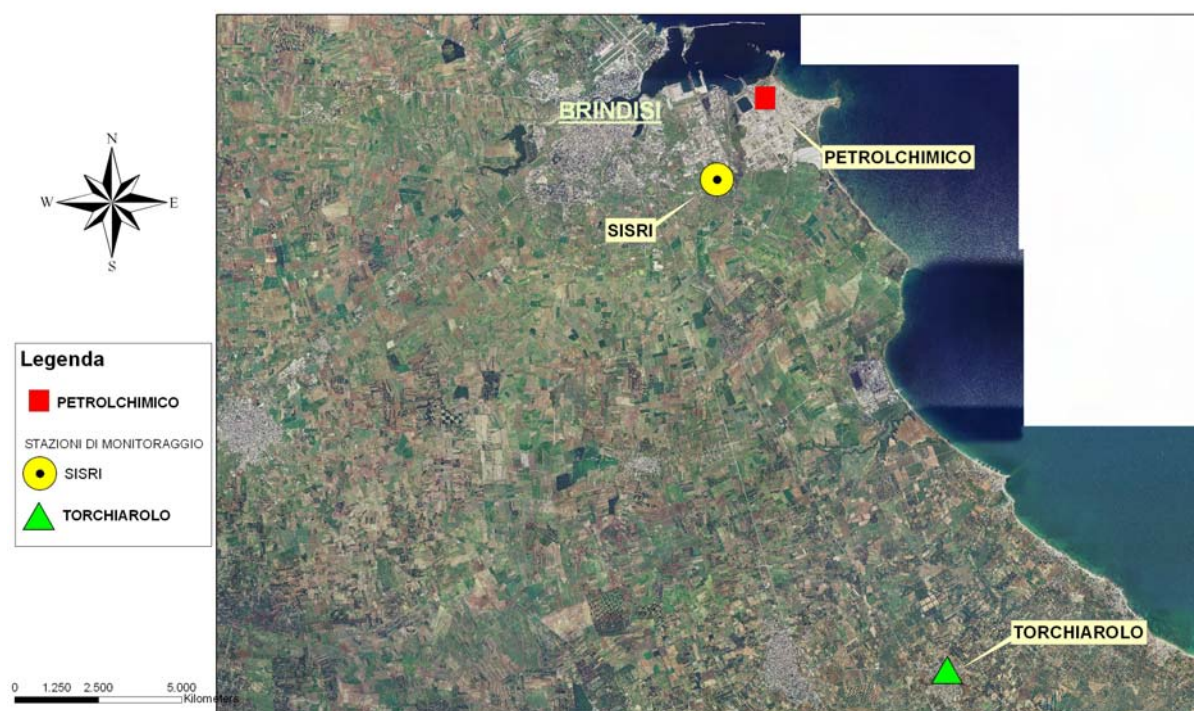 BRINDISI
PETROLCHIMICO
SISRI
N
W E
S
Legenda
PETROLCHIMICO
STAZIONI DI MONITORAGGIO
SISRI
TORCHIAROLO
TORCHIAROLO
0 1.250 2.500 5.000
Kilometers